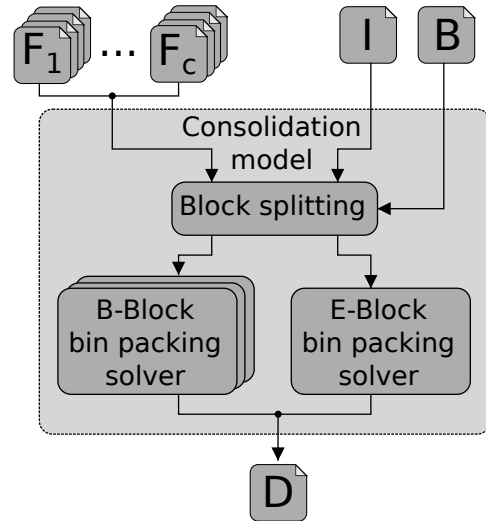 F1 ... Fc I B
Consolidation
model
Block splitting
B-Block
bin packing
solver
E-Block
bin packing
solver
D